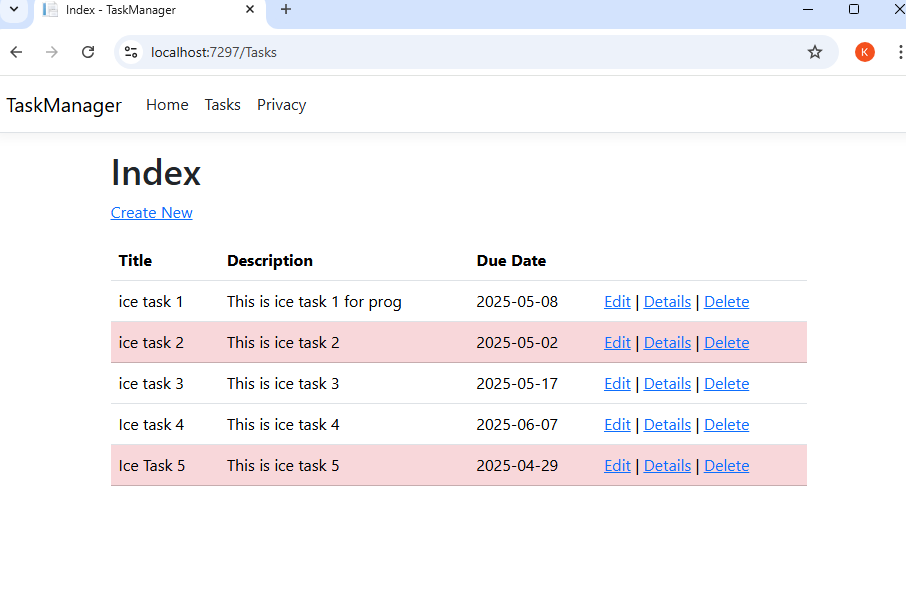 Index - TaskManager
localhost:7297/Tasks
K
TaskManager Home Tasks Privacy
Index
Create New
Title Description Due Date
ice task 1 This is ice task 1 for prog 2025-05-08 Edit | Details | Delete
ice task 2 This is ice task 2 2025-05-02 Edit | Details | Delete
ice task 3 This is ice task 3 2025-05-17 Edit | Details | Delete
Ice task 4 This is ice task 4 2025-06-07 Edit | Details | Delete
Ice Task 5 This is ice task 5 2025-04-29 Edit | Details | Delete